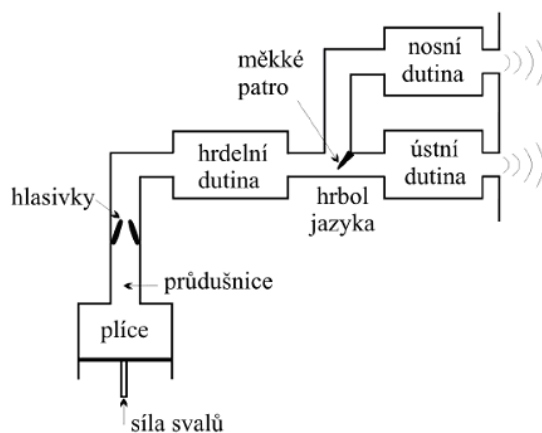 nosní
dutina
měkké
patro
hrdelní
dutina
ústní
dutina
hlasivky
hrbol
jazyka
průdušnice
plíce
síla svalů